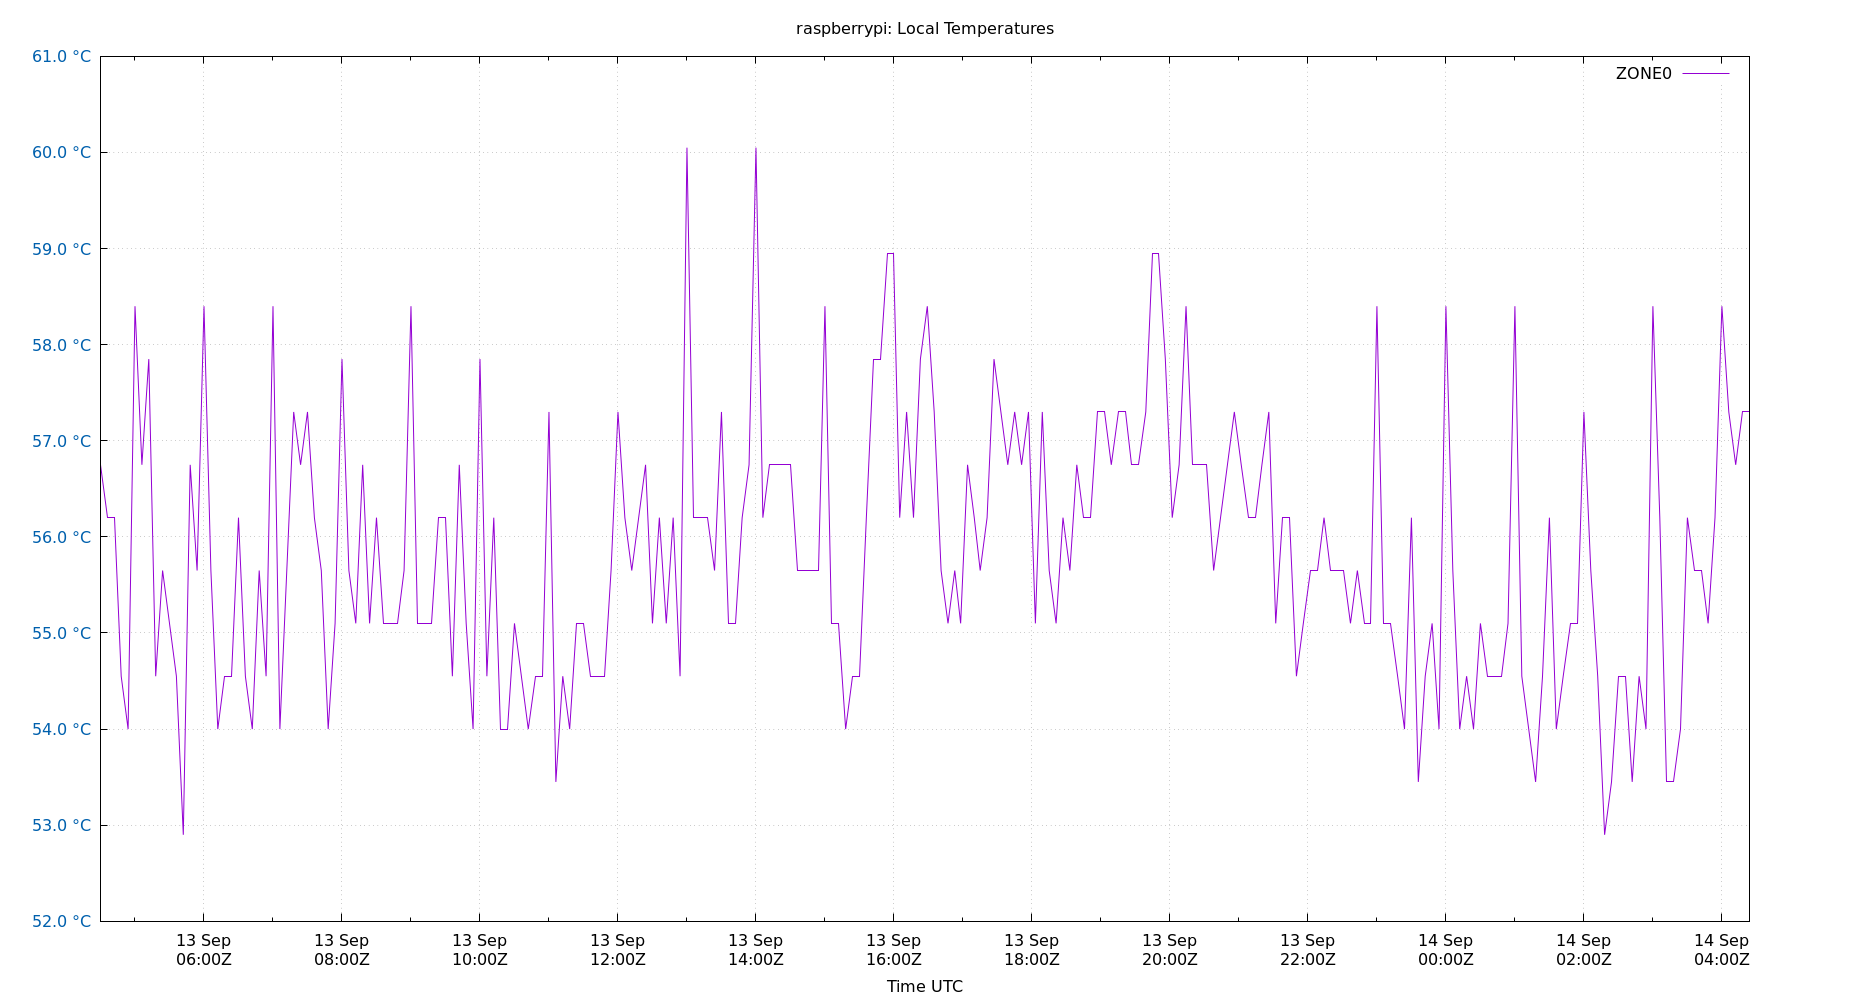 raspberrypi: Local Temperatures
61.0 °C
ZONE0
60.0 °C
59.0 °C
58.0 °C
57.0 °C
56.0 °C
55.0 °C
54.0 °C
53.0 °C
52.0 °C
13 Sep 13 Sep 13 Sep 13 Sep 13 Sep 13 Sep 13 Sep 13 Sep 13 Sep 14 Sep 14 Sep 14 Sep
06:00Z 08:00Z 10:00Z 12:00Z 14:00Z 16:00Z 18:00Z 20:00Z 22:00Z 00:00Z 02:00Z 04:00Z
Time UTC